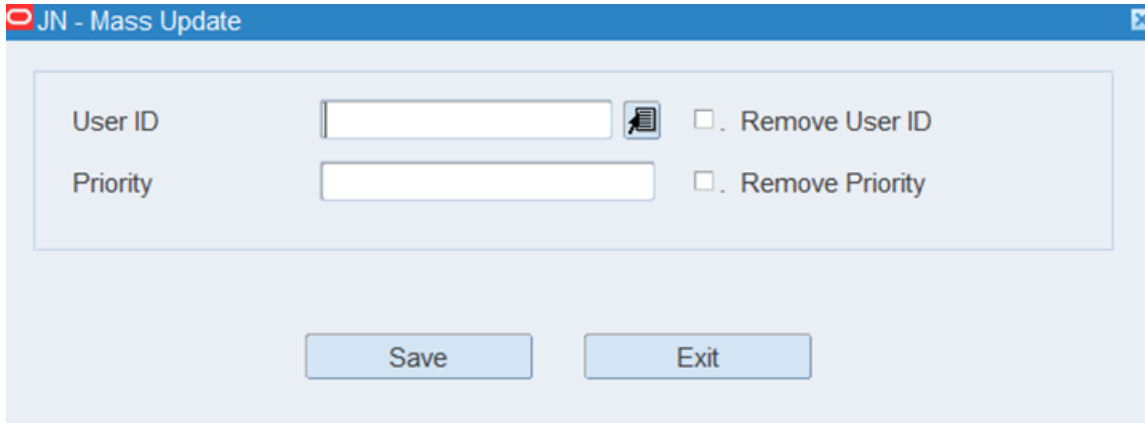 JN - Mass Update
User ID . Remove User ID
Priority . Remove Priority
Save Exit